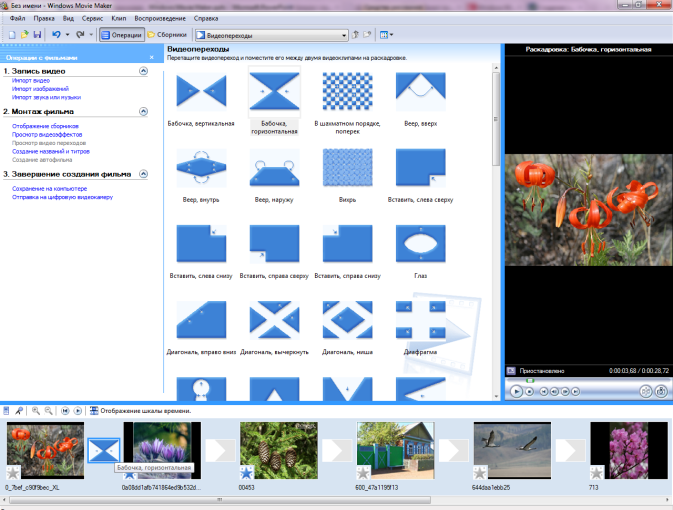 Без имени - Windows Movie Maker
Файл Правка Вид Сервис Клип Воспроизведение Справка
Операции Сборники Видеопереходы
Операции с фильмами
1. Запись видео
Импорт видео
Импорт изображений
Импорт звука или музыки
2. Монтаж фильма
Отображение сборников
Просмотр видеоэффектов
Просмотр видео переходов
Создание названий и титров
Создание автофильма
3. Завершение создания фильма
Сохранение на компьютере
Отправка на цифровую видеокамеру
Видеопереходы
Перетащите видеопереход и поместите его между двумя видеоклипами на раскадровке.
Бабочка, вертикальная
Бабочка, горизонтальная
В шахматном порядке, поперек
Веер, вверх
Веер, внутрь
Веер, наружу
Вихрь
Вставить, слева сверху
Вставить, слева снизу
Вставить, справа сверху
Вставить, справа снизу
Глаз
Диагональ, вправо вниз
Диагональ, вычеркнуть
Диагональ, ниша
Диафрагма
Раскадровка: Бабочка, горизонтальная
Приостановлено 0:00:03,68 / 0:00:28,72
Отображение шкалы времени.
Бабочка, горизонтальная
0_7bef_c90f9bec_XL
0a08dd1afb741864ed9b532d...
00453
600_47a1195f13
644daa1ebb25
713